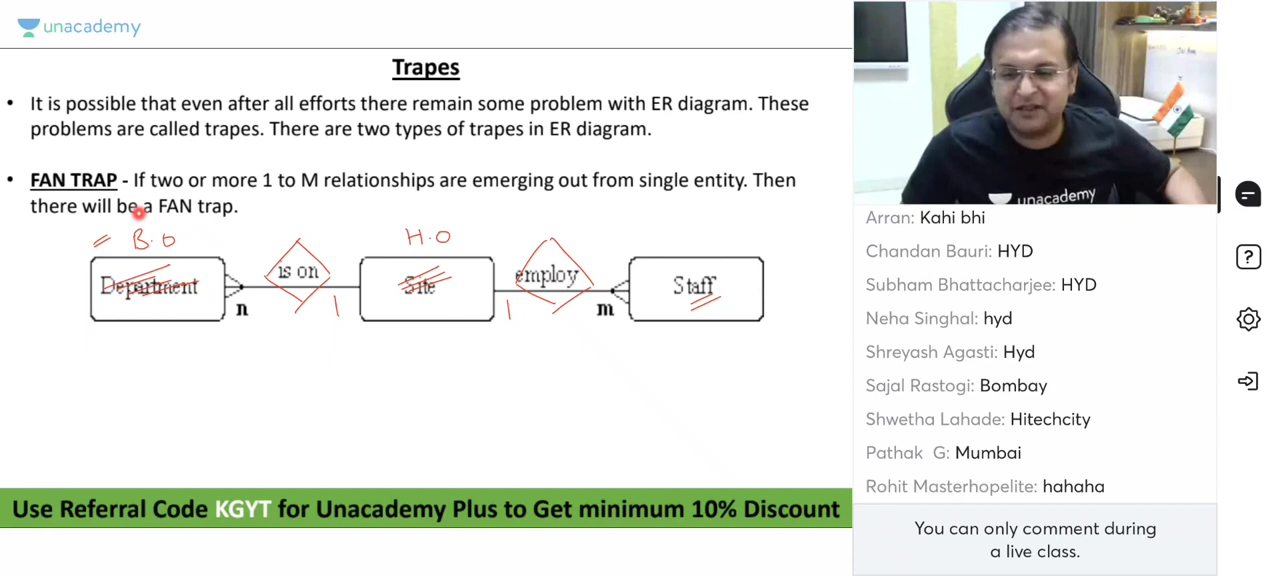 unacademy
Trapes
• It is possible that even after all efforts there remain some problem with ER diagram. These
problems are called trapes. There are two types of trapes in ER diagram.
• FAN TRAP - If two or more 1 to M relationships are emerging out from single entity. Then
there will be a FAN trap.
B.O H.O
Department is on Site employ Staff
n 1 1 m
Use Referral Code KGYT for Unacademy Plus to Get minimum 10% Discount
unacademy
Arran: Kahi bhi
Chandan Bauri: HYD
Subham Bhattacharjee: HYD
Neha Singhal: hyd
Shreyash Agasti: Hyd
Sajal Rastogi: Bombay
Shwetha Lahade: Hitechcity
Pathak G: Mumbai
Rohit Masterhopelite: hahaha
You can only comment during
a live class.